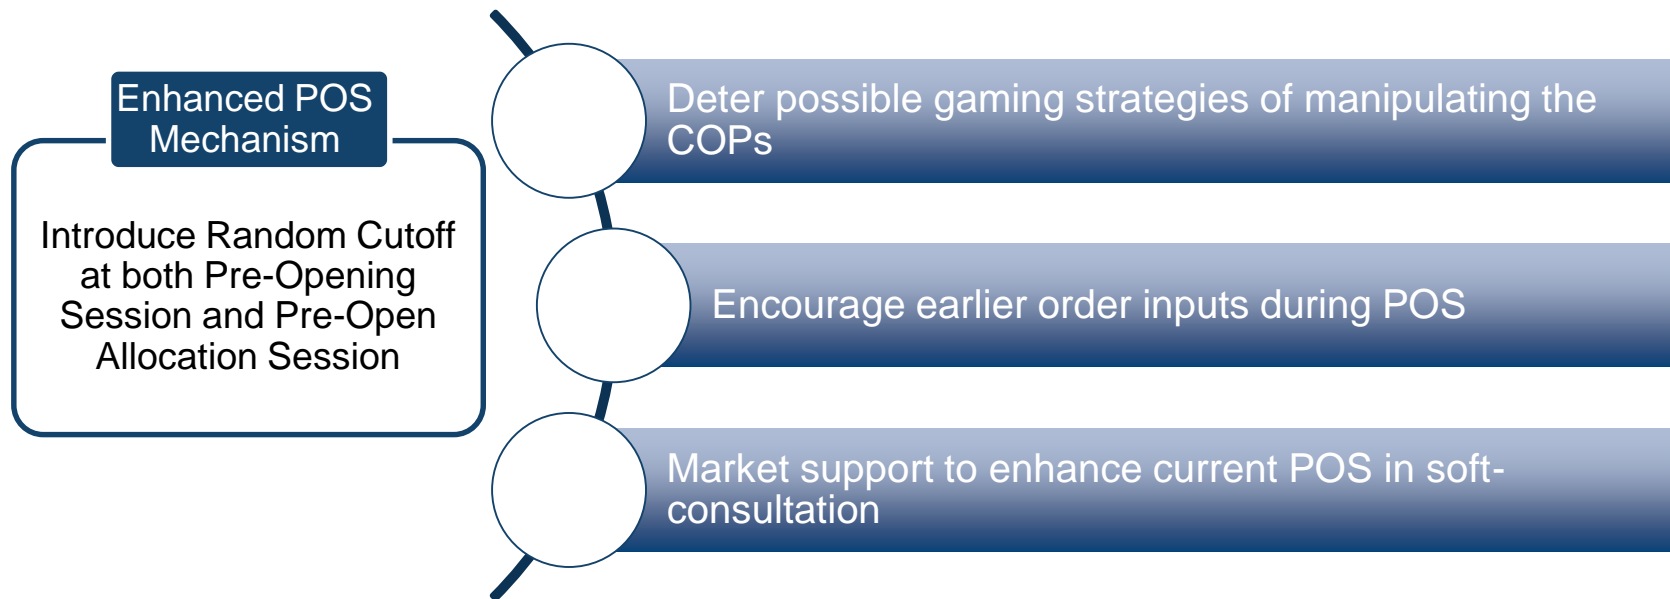 Enhanced POS
Mechanism
Introduce Random Cutoff
at both Pre-Opening
Session and Pre-Open
Allocation Session
Deter possible gaming strategies of manipulating the
COPs
Encourage earlier order inputs during POS
Market support to enhance current POS in soft-
consultation